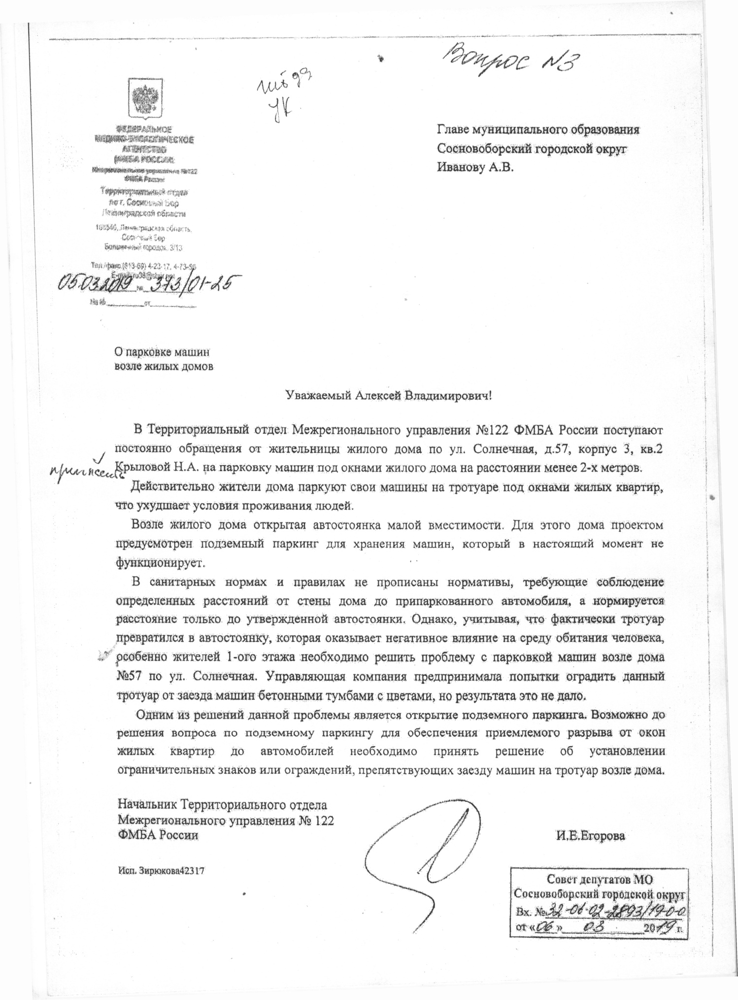 Вопрос №3
УК
ФЕДЕРАЛЬНОЕ
МЕДИКО-БИОЛОГИЧЕСКОЕ
АГЕНТСТВО
ФМБА РОССИИ
Межрегиональное управление №122
ФМБА России
Территориальный отдел
по г. Сосновый Бор
Ленинградской области
188540, Ленинградская область,
Сосновый Бор
Больничный городок, 3/13
Тел./факс (813-69) 4-23-17, 4-73-56
05.03.2019 № 373/01-25
На № от
Главе муниципального образования
Сосновоборский городской округ
Иванову А.В.
О парковке машин
возле жилых домов
Уважаемый Алексей Владимирович!
В Территориальный отдел Межрегионального управления №122 ФМБА России поступают
постоянно обращения от жительницы жилого дома по ул. Солнечная, д.57, корпус 3, кв.2
Крыловой Н.А. на парковку машин под окнами жилого дома на расстоянии менее 2-х метров.
Действительно жители дома паркуют свои машины на тротуаре под окнами жилых квартир,
что ухудшает условия проживания людей.
Возле жилого дома открытая автостоянка малой вместимости. Для этого дома проектом
предусмотрен подземный паркинг для хранения машин, который в настоящий момент не
функционирует.
В санитарных нормах и правилах не прописаны нормативы, требующие соблюдение
определенных расстояний от стены дома до припаркованного автомобиля, а нормируется
расстояние только до утвержденной автостоянки. Однако, учитывая, что фактически тротуар
превратился в автостоянку, которая оказывает негативное влияние на среду обитания человека,
особенно жителей 1-ого этажа необходимо решить проблему с парковкой машин возле дома
№57 по ул. Солнечная. Управляющая компания предпринимала попытки оградить данный
тротуар от заезда машин бетонными тумбами с цветами, но результата это не дало.
Одним из решений данной проблемы является открытие подземного паркинга. Возможно до
решения вопроса по подземному паркингу для обеспечения приемлемого разрыва от окон
жилых квартир до автомобилей необходимо принять решение об установлении
ограничительных знаков или ограждений, препятствующих заезду машин на тротуар возле дома.
Начальник Территориального отдела
Межрегионального управления № 122
ФМБА России
И.Е.Егорова
Исп. Зирюкова42317
Совет депутатов МО
Сосновоборский городской округ
Вх. № 32-06-02-2893/19-0-0
от «06» 03 2019 г.